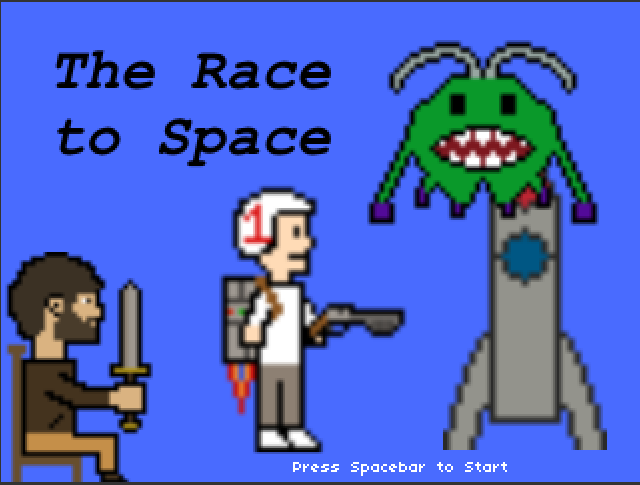 The Race
to Space
1
Press Spacebar to Start